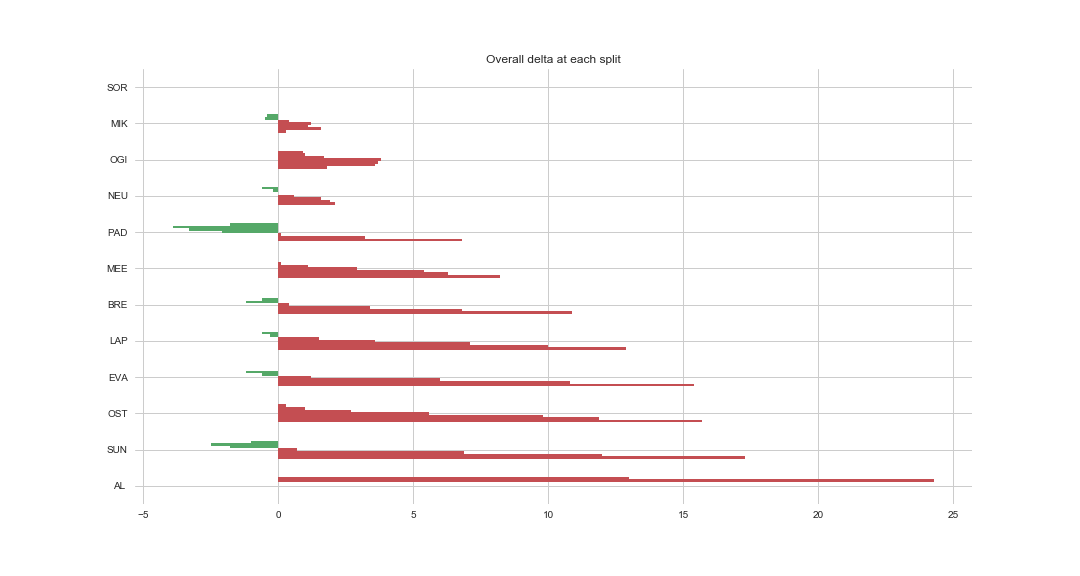 Overall delta at each split
SOR
MIK
OGI
NEU
PAD
MEE
BRE
LAP
EVA
OST
SUN
AL
−5 0 5 10 15 20 25